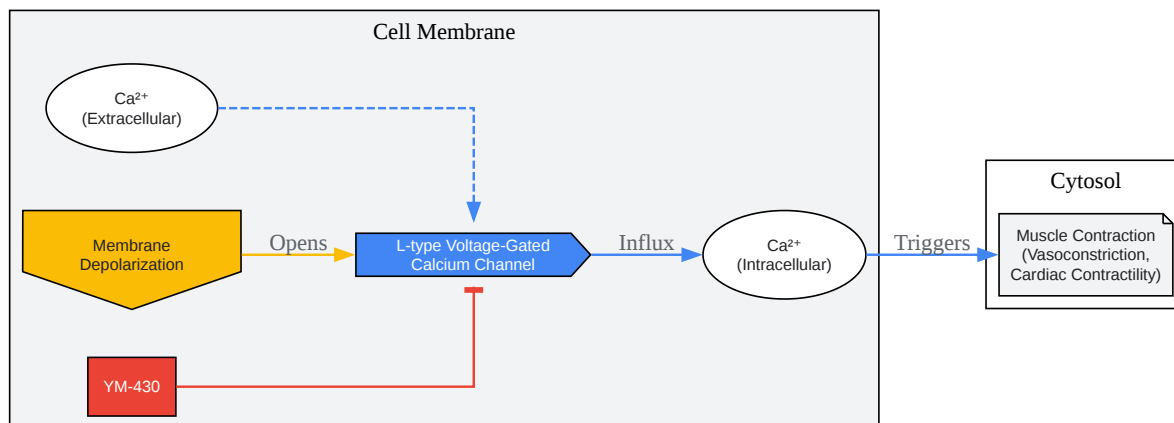 Cell Membrane
Ca²⁺
(Extracellular)
Membrane
Depolarization
Opens
L-type Voltage-Gated
Calcium Channel
Influx
Ca²⁺
(Intracellular)
Triggers
Cytosol
Muscle Contraction
(Vasoconstriction,
Cardiac Contractility)
YM-430